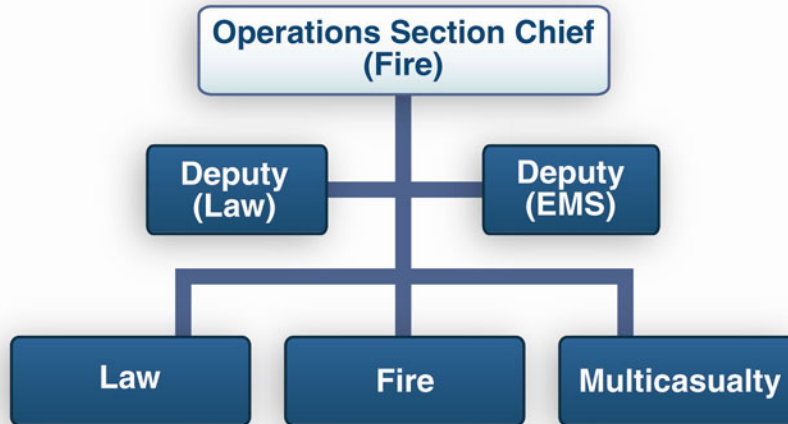 Operations Section Chief
(Fire)
Deputy
(Law)
Deputy
(EMS)
Law
Fire
Multicasualty